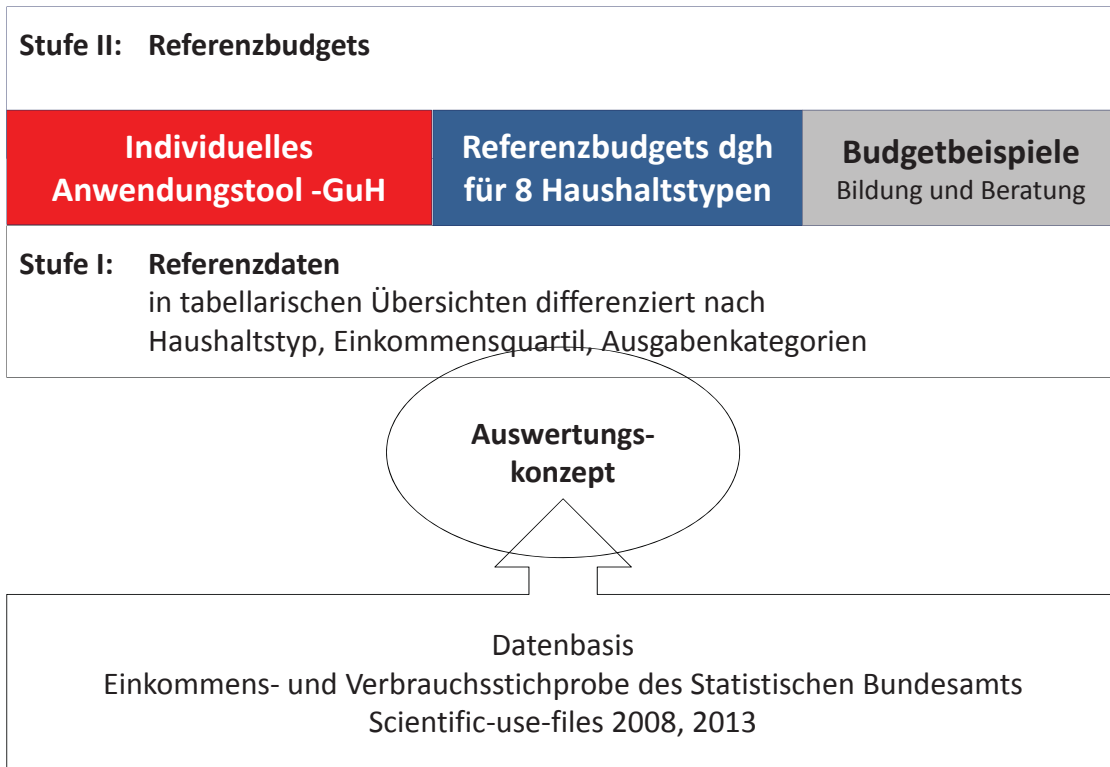 Stufe II: Referenzbudgets
Individuelles
Anwendungstool -GuH
Referenzbudgets dgh
für 8 Haushaltstypen
Budgetbeispiele
Bildung und Beratung
Stufe I: Referenzdaten
in tabellarischen Übersichten differenziert nach
Haushaltstyp, Einkommensquartil, Ausgabenkategorien
Auswertungs-
konzept
Datenbasis
Einkommens- und Verbrauchsstichprobe des Statistischen Bundesamts
Scientific-use-files 2008, 2013